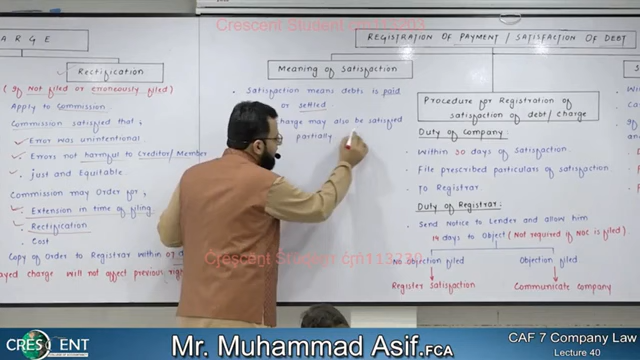 Crescent Student cm113203
A R G E
Rectification
(If Not filed or erroneously filed)
Apply to Commission.
Commission satisfied that:
✓ Error was unintentional.
✓ Errors not harmful to Creditor/Member
✓ Just and Equitable.
Commission may Order for:
✓ Extension in time of filing.
✓ Rectification
• Cost
Copy of Order to Registrar within 07
ayed charge will not affect previous
REGISTRATION OF PAYMENT / SATISFACTION OF DEBT
Meaning of Satisfaction
• Satisfaction means debts is paid
or settled
charge may also be satisfied
partially
Procedure for Registration of
satisfaction of debt/charge
Duty of Company:
• Within 30 days of satisfaction.
• File prescribed particulars of satisfaction.
• To Registrar.
Duty of Registrar:
• Send Notice to Lender and allow him
14 days to Object (Not required if NOC is filed)
No Objection filed
Objection filed
Register Satisfaction
Communicate company
Crescent Student
CRESCENT
Mr. Muhammad Asif.FCA
CAF 7 Company Law
Lecture 40